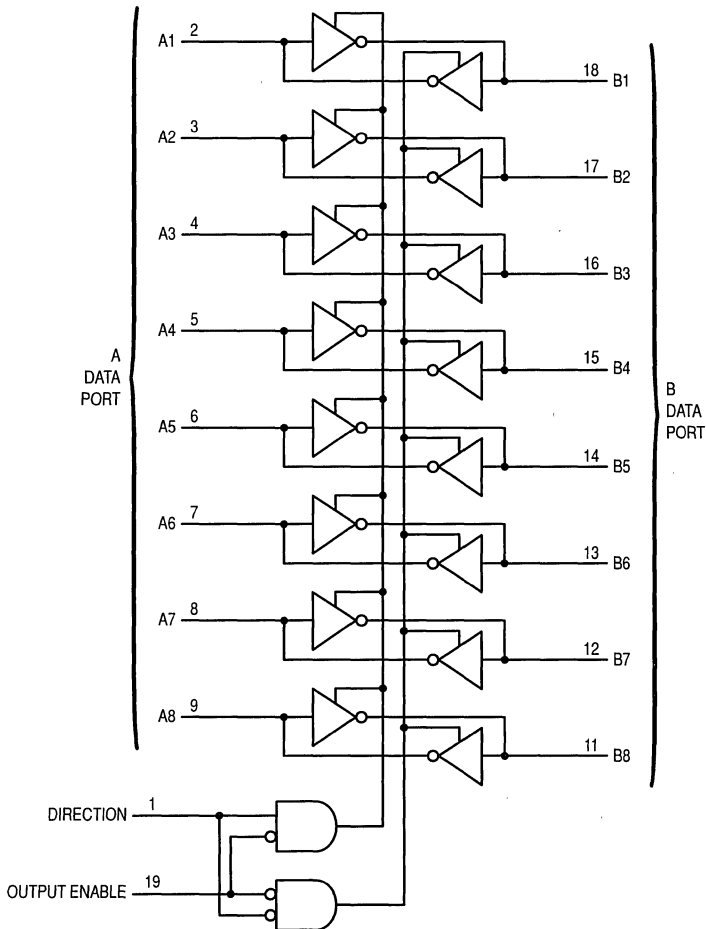 A1 2
18 B1
A2 3
17 B2
A3 4
16 B3
A4 5
15 B4
A
DATA
PORT
B
DATA
PORT
A5 6
14 B5
A6 7
13 B6
A7 8
12 B7
A8 9
11 B8
DIRECTION 1
OUTPUT ENABLE 19